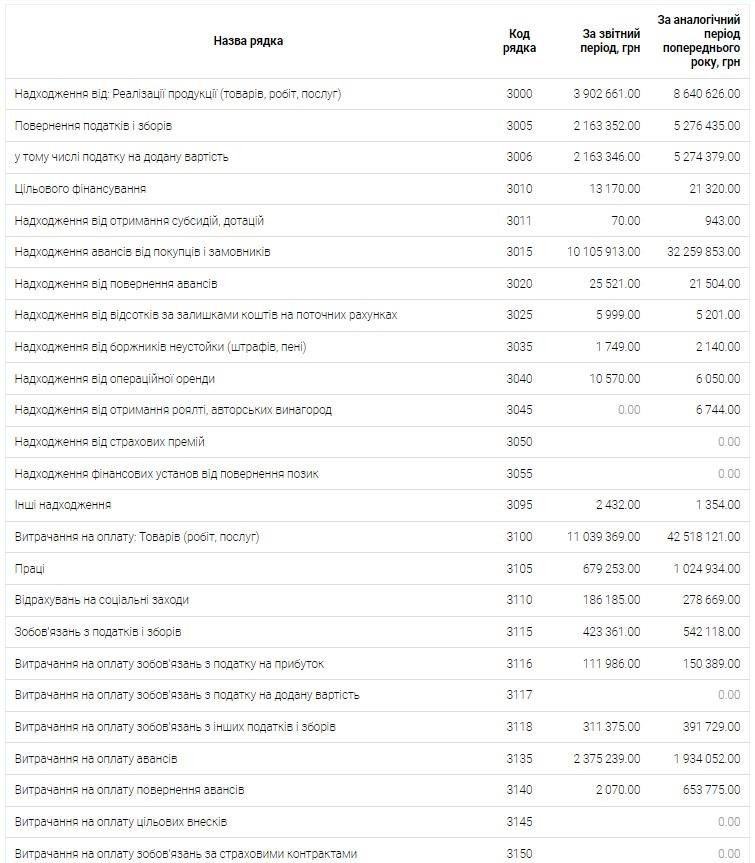 Назва рядка Код рядка За звітний період, грн За аналогічний період попереднього року, грн
Надходження від: Реалізації продукції (товарів, робіт, послуг) 3000 3 902 661.00 8 640 626.00
Повернення податків і зборів 3005 2 163 352.00 5 276 435.00
у тому числі податку на додану вартість 3006 2 163 346.00 5 274 379.00
Цільового фінансування 3010 13 170.00 21 320.00
Надходження від отримання субсидій, дотацій 3011 70.00 943.00
Надходження авансів від покупців і замовників 3015 10 105 913.00 32 259 853.00
Надходження від повернення авансів 3020 25 521.00 21 504.00
Надходження від відсотків за залишками коштів на поточних рахунках 3025 5 999.00 5 201.00
Надходження від боржників неустойки (штрафів, пені) 3035 1 749.00 2 140.00
Надходження від операційної оренди 3040 10 570.00 6 050.00
Надходження від отримання роялті, авторських винагород 3045 0.00 6 744.00
Надходження від страхових премій 3050 0.00
Надходження фінансових установ від повернення позик 3055 0.00
Інші надходження 3095 2 432.00 1 354.00
Витрачання на оплату: Товарів (робіт, послуг) 3100 11 039 369.00 42 518 121.00
Праці 3105 679 253.00 1 024 934.00
Відрахувань на соціальні заходи 3110 186 185.00 278 669.00
Зобов'язань з податків і зборів 3115 423 361.00 542 118.00
Витрачання на оплату зобов'язань з податку на прибуток 3116 111 986.00 150 389.00
Витрачання на оплату зобов'язань з податку на додану вартість 3117 0.00
Витрачання на оплату зобов'язань з інших податків і зборів 3118 311 375.00 391 729.00
Витрачання на оплату авансів 3135 2 375 239.00 1 934 052.00
Витрачання на оплату повернення авансів 3140 2 070.00 653 775.00
Витрачання на оплату цільових внесків 3145 0.00
Витрачання на оплату зобов'язань за страховими контрактами 3150 0.00